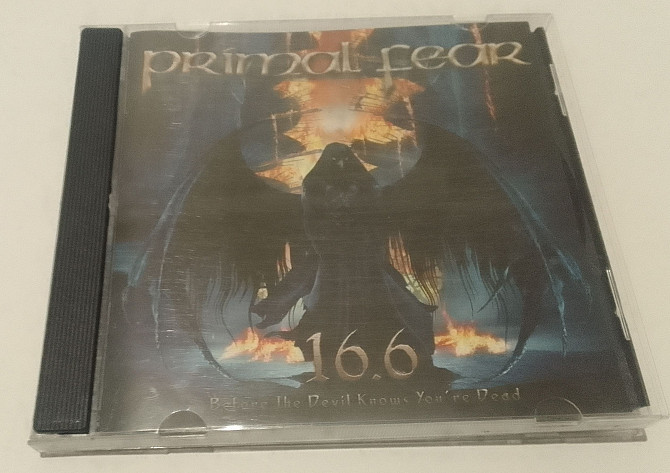 PRIMAL FEAR
16.6
Before The Devil Knows You're Dead